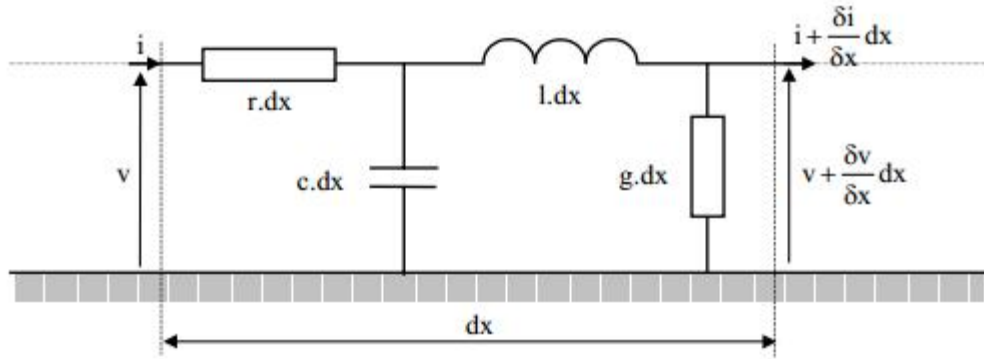 i
i + δi/δx dx
r.dx
l.dx
v
c.dx
g.dx
v + δv/δx dx
dx